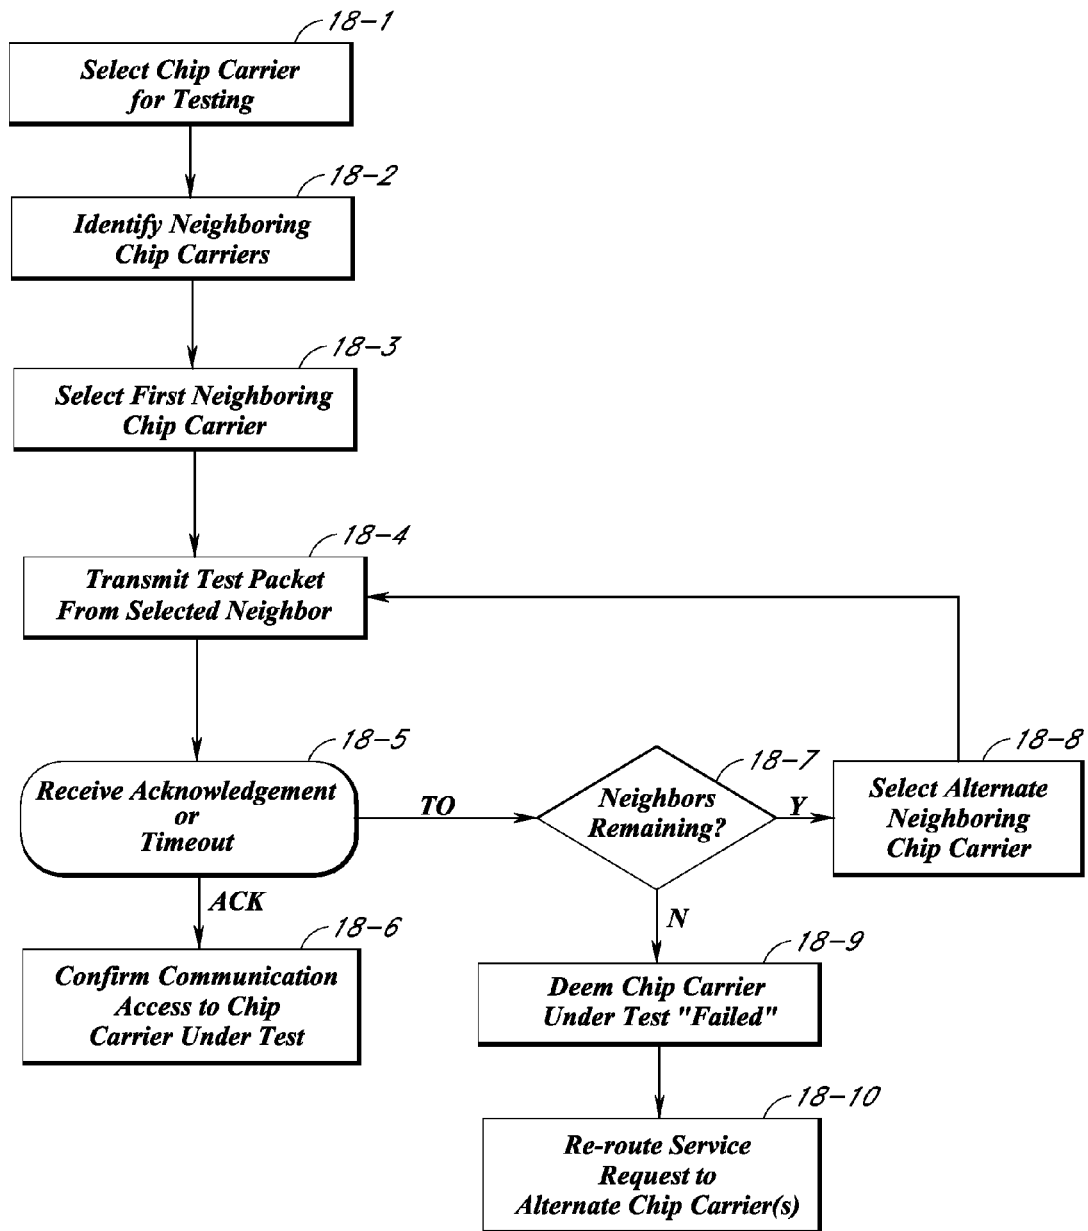 18-1
Select Chip Carrier
for Testing
18-2
Identify Neighboring
Chip Carriers
18-3
Select First Neighboring
Chip Carrier
18-4
Transmit Test Packet
From Selected Neighbor
18-5
Receive Acknowledgement
or
Timeout
TO
18-7
Neighbors
Remaining?
Y
18-8
Select Alternate
Neighboring
Chip Carrier
ACK
18-6
Confirm Communication
Access to Chip
Carrier Under Test
N
18-9
Deem Chip Carrier
Under Test "Failed"
18-10
Re-route Service
Request to
Alternate Chip Carrier(s)